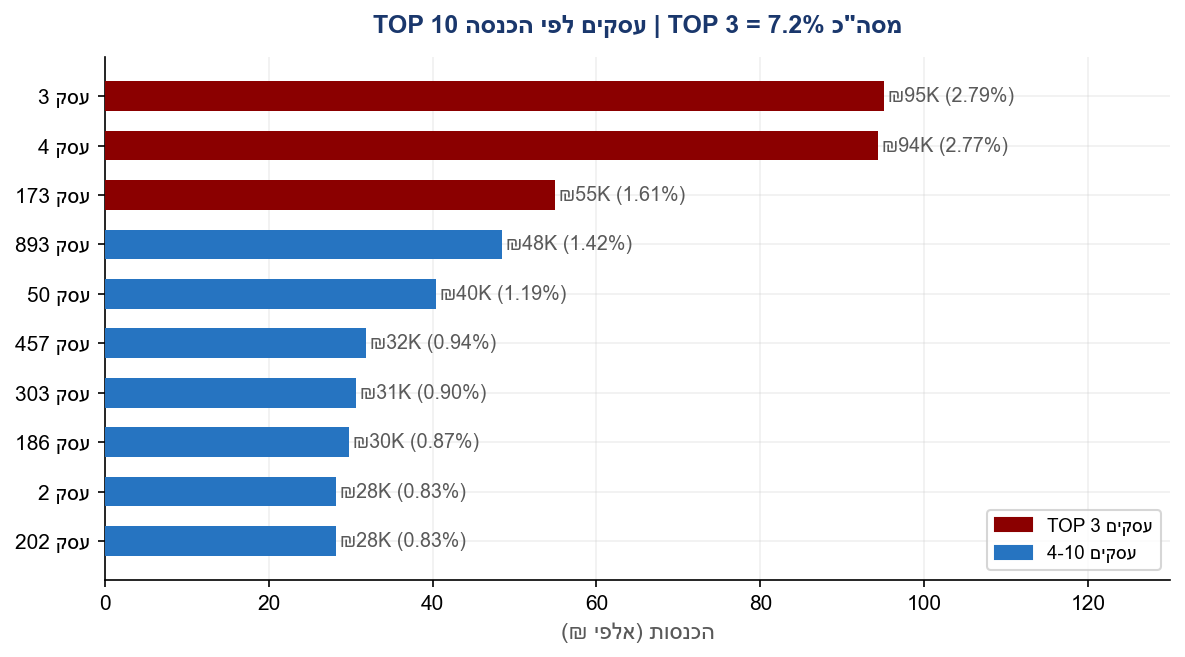 TOP 10 עסקים לפי הכנסה | TOP 3 = 7.2% מסה"כ
עסק 3
₪95K (2.79%)
עסק 4
₪94K (2.77%)
עסק 173
₪55K (1.61%)
עסק 893
₪48K (1.42%)
עסק 50
₪40K (1.19%)
עסק 457
₪32K (0.94%)
עסק 303
₪31K (0.90%)
עסק 186
₪30K (0.87%)
עסק 2
₪28K (0.83%)
עסק 202
₪28K (0.83%)
TOP 3 עסקים
עסקים 4-10
0 20 40 60 80 100 120
הכנסות (אלפי ₪)